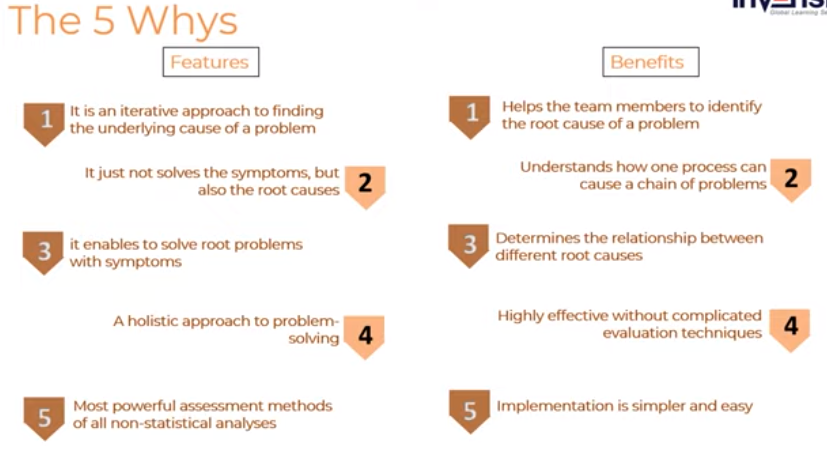 The 5 Whys
Global Learning Se
Features
1
It is an iterative approach to finding
the underlying cause of a problem
It just not solves the symptoms, but
also the root causes
2
3
it enables to solve root problems
with symptoms
A holistic approach to problem-
solving
4
5
Most powerful assessment methods
of all non-statistical analyses
Benefits
1
Helps the team members to identify
the root cause of a problem
Understands how one process can
cause a chain of problems
2
3
Determines the relationship between
different root causes
Highly effective without complicated
evaluation techniques
4
5
Implementation is simpler and easy